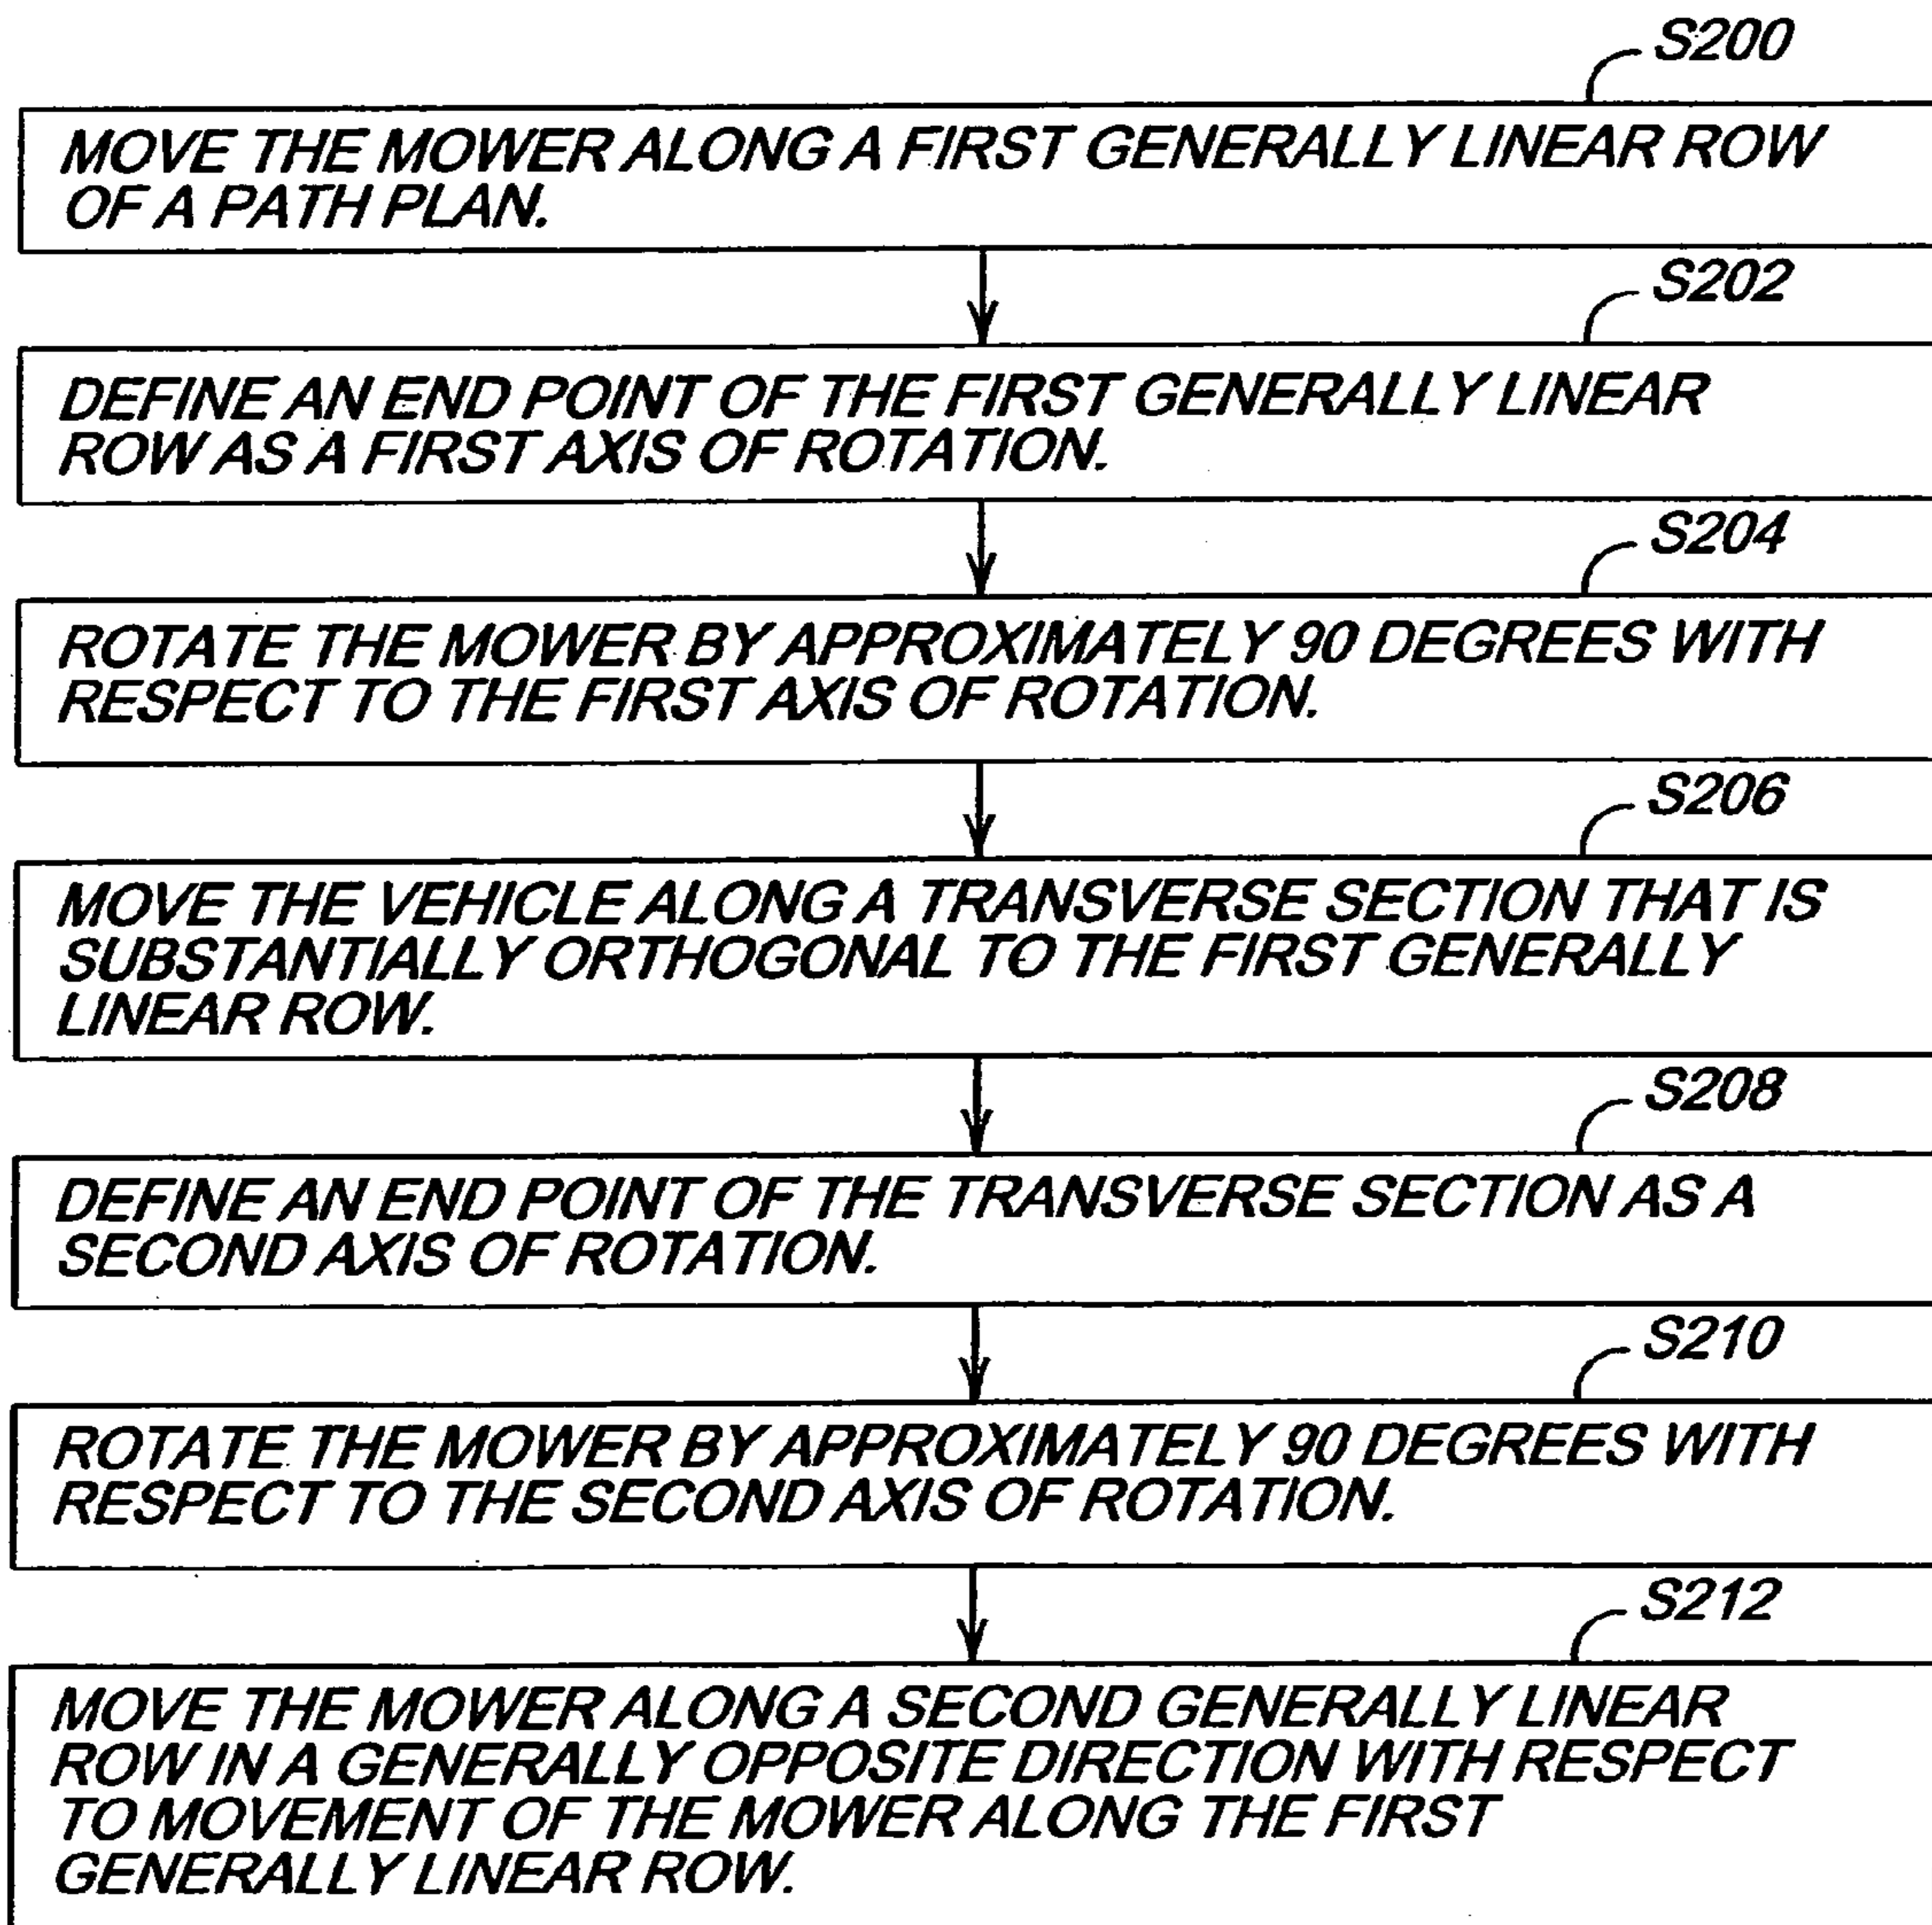 S200
MOVE THE MOWER ALONG A FIRST GENERALLY LINEAR ROW
OF A PATH PLAN.
S202
DEFINE AN END POINT OF THE FIRST GENERALLY LINEAR
ROW AS A FIRST AXIS OF ROTATION.
S204
ROTATE THE MOWER BY APPROXIMATELY 90 DEGREES WITH
RESPECT TO THE FIRST AXIS OF ROTATION.
S206
MOVE THE VEHICLE ALONG A TRANSVERSE SECTION THAT IS
SUBSTANTIALLY ORTHOGONAL TO THE FIRST GENERALLY
LINEAR ROW.
S208
DEFINE AN END POINT OF THE TRANSVERSE SECTION AS A
SECOND AXIS OF ROTATION.
S210
ROTATE THE MOWER BY APPROXIMATELY 90 DEGREES WITH
RESPECT TO THE SECOND AXIS OF ROTATION.
S212
MOVE THE MOWER ALONG A SECOND GENERALLY LINEAR
ROW IN A GENERALLY OPPOSITE DIRECTION WITH RESPECT
TO MOVEMENT OF THE MOWER ALONG THE FIRST
GENERALLY LINEAR ROW.